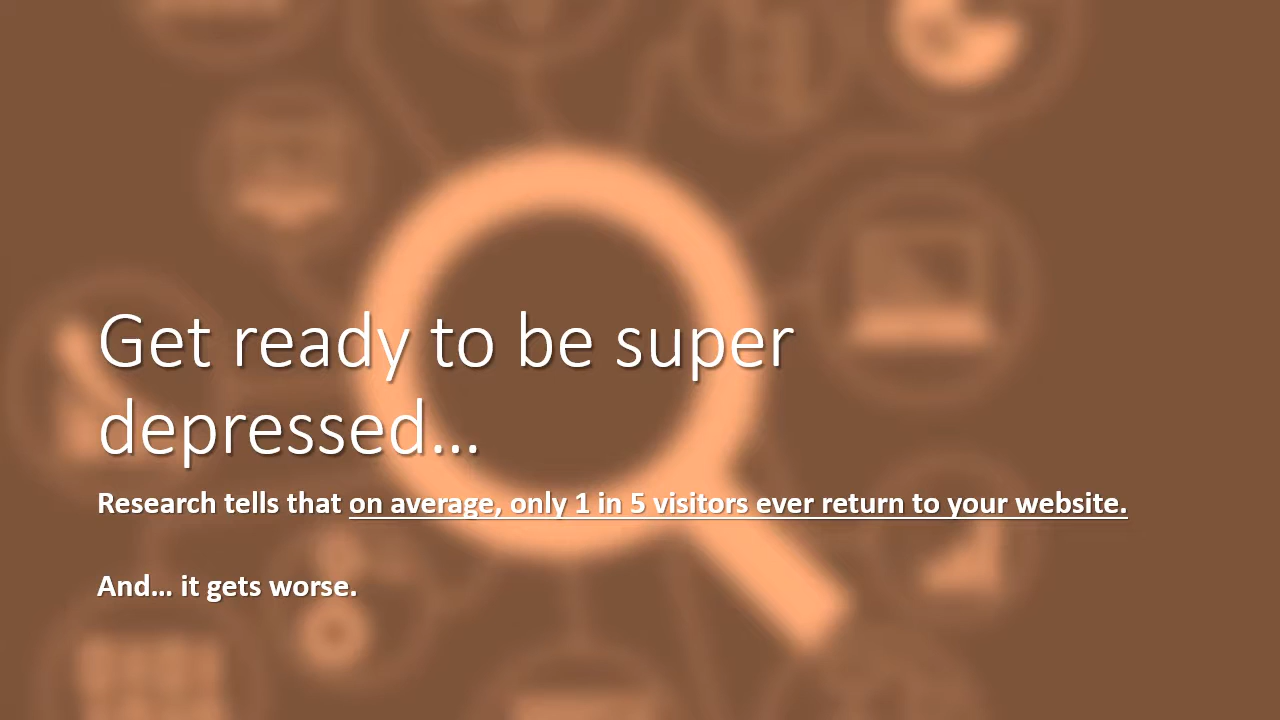 Get ready to be super
depressed…
Research tells that on average, only 1 in 5 visitors ever return to your website.
And… it gets worse.